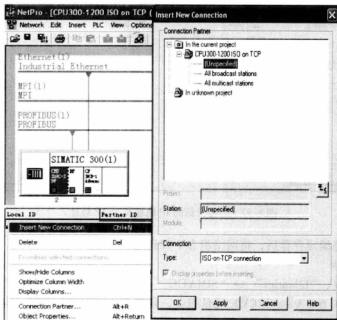 NetPro - [CPU300-1200 ISO on TCP (
Network Edit Insert PLC View Options
Ethernet(1)
Industrial Ethernet
MPI(1)
MPI
PROFIBUS(1)
PROFIBUS
SIMATIC 300(1)
2 2
Local ID Partner ID
Insert New Connection Ctrl+N
Delete Del
Show/Hide Columns
Optimize Column Width
Display Columns...
Connection Partner... Alt+R
Object Properties... Alt+Return
Insert New Connection
Connection Partner
In the current project
CPU300-1200 ISO on TCP
(Unspecified)
All broadcast stations
All multicast stations
In unknown project
Project:
Station: (Unspecified)
Module:
Connection
Type: ISO-on-TCP connection
Display properties before inserting
OK Apply Cancel Help